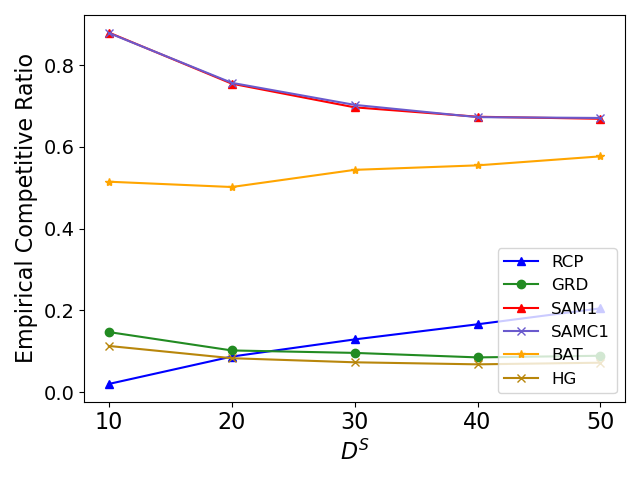 Empirical Competitive Ratio
0.8
0.6
0.4
0.2
0.0
10 20 30 40 50
D^S
RCP
GRD
SAM1
SAMC1
BAT
HG